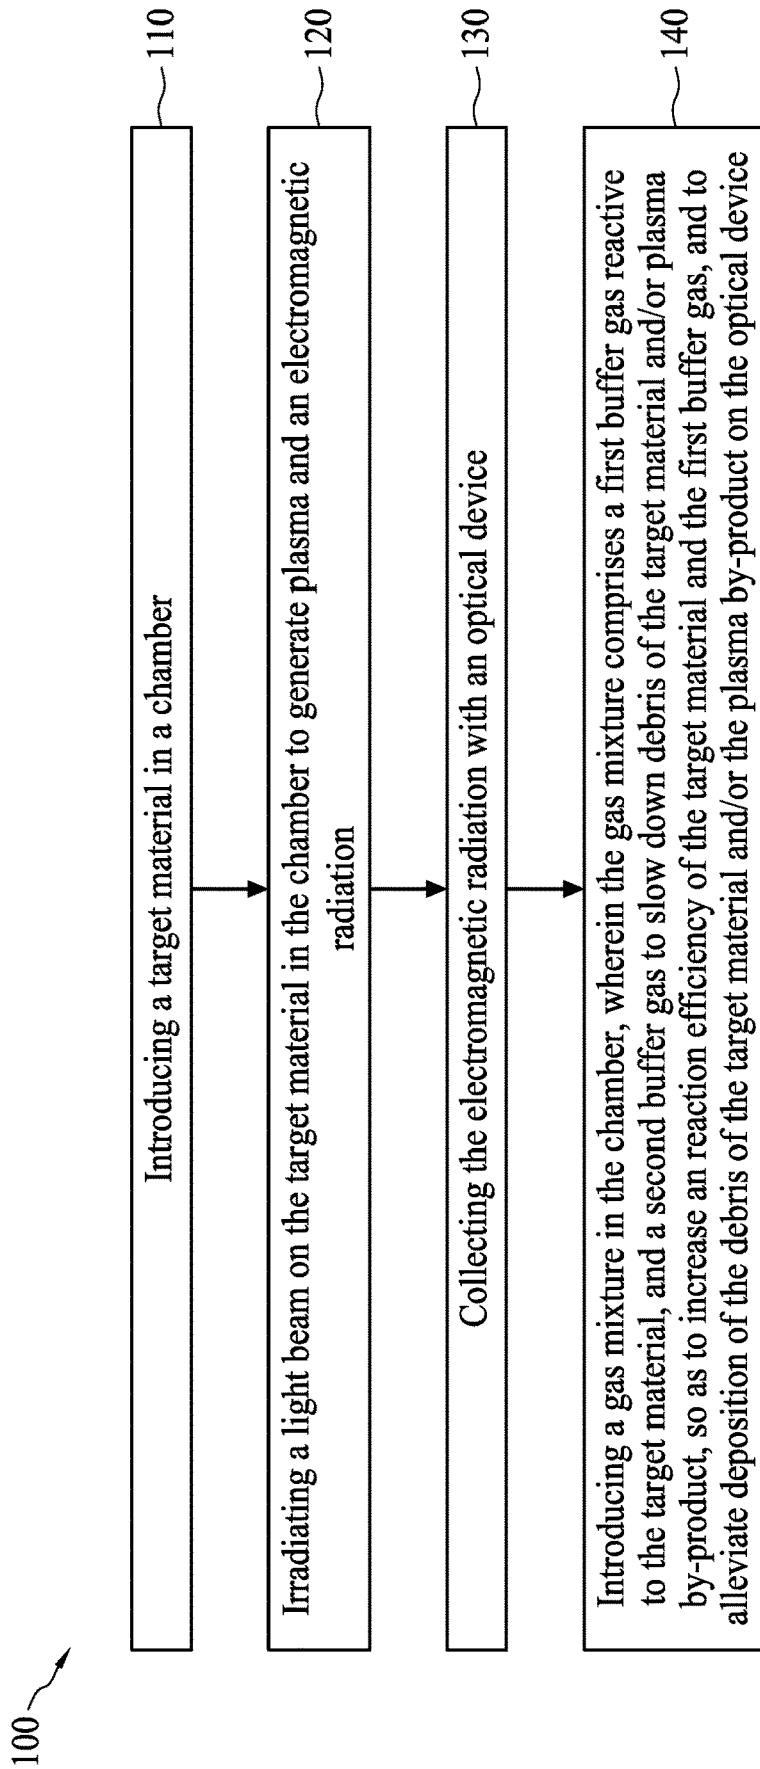 100
Introducing a target material in a chamber
110
Irradiating a light beam on the target material in the chamber to generate plasma and an electromagnetic
radiation
120
Collecting the electromagnetic radiation with an optical device
130
Introducing a gas mixture in the chamber, wherein the gas mixture comprises a first buffer gas reactive
to the target material, and a second buffer gas to slow down debris of the target material and/or plasma
by-product, so as to increase an reaction efficiency of the target material and the first buffer gas, and to
alleviate deposition of the debris of the target material and/or the plasma by-product on the optical device
140